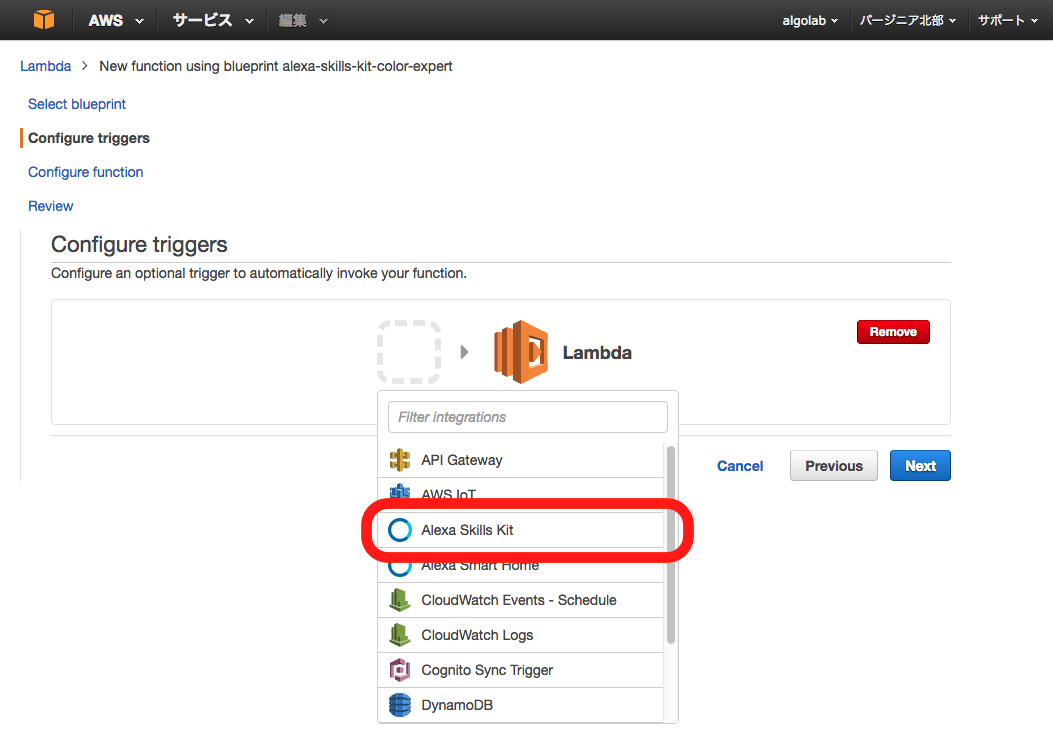 AWS サービス 編集 algolab バージニア北部 サポート
Lambda > New function using blueprint alexa-skills-kit-color-expert
Select blueprint
Configure triggers
Configure function
Review
Configure triggers
Configure an optional trigger to automatically invoke your function.
Remove
Lambda
Filter integrations
API Gateway
AWS IoT
Alexa Skills Kit
Alexa Smart Home
CloudWatch Events - Schedule
CloudWatch Logs
Cognito Sync Trigger
DynamoDB
Cancel Previous Next